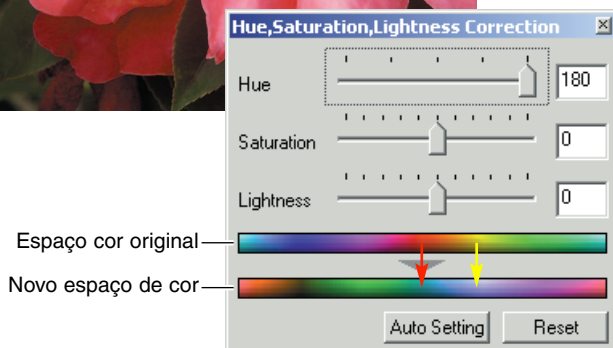 Hue,Saturation,Lightness Correction
Hue 180
Saturation 0
Lightness 0
Espaço cor original
Novo espaço de cor
Auto Setting Reset